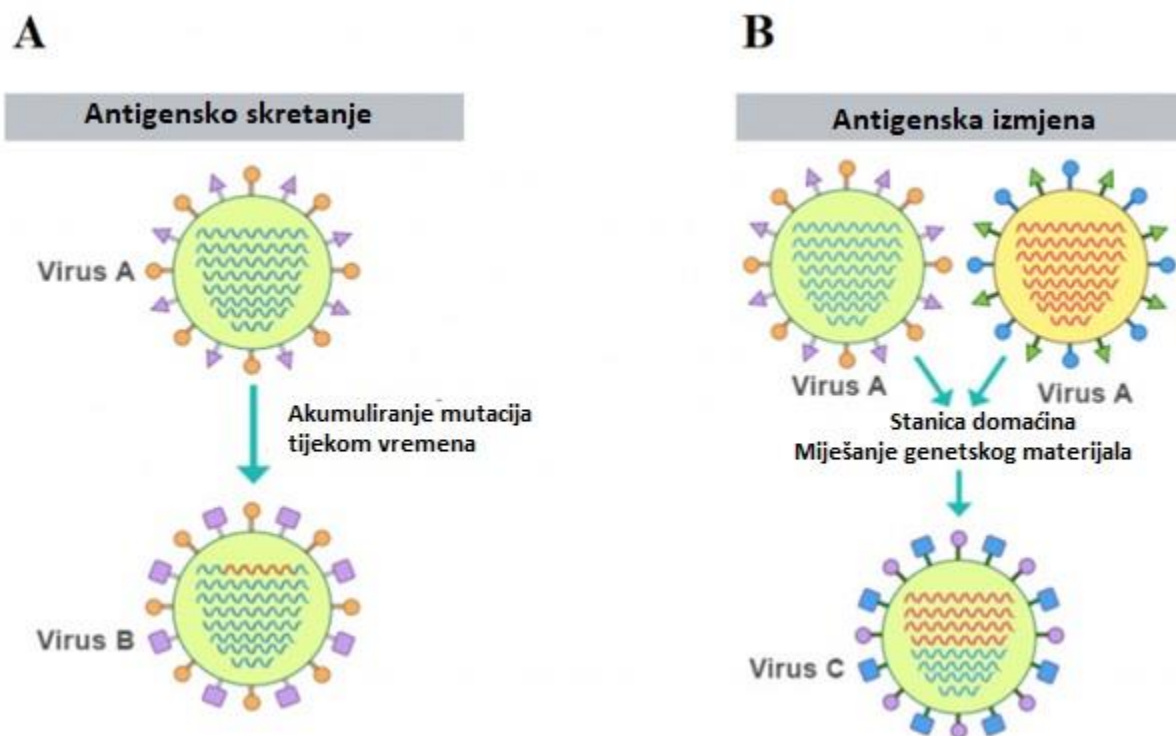 A
Antigensko skretanje
Virus A
Akumuliranje mutacija
tijekom vremena
Virus B
B
Antigenska izmjena
Virus A
Virus A
Stanica domaćina
Miješanje genetskog materijala
Virus C